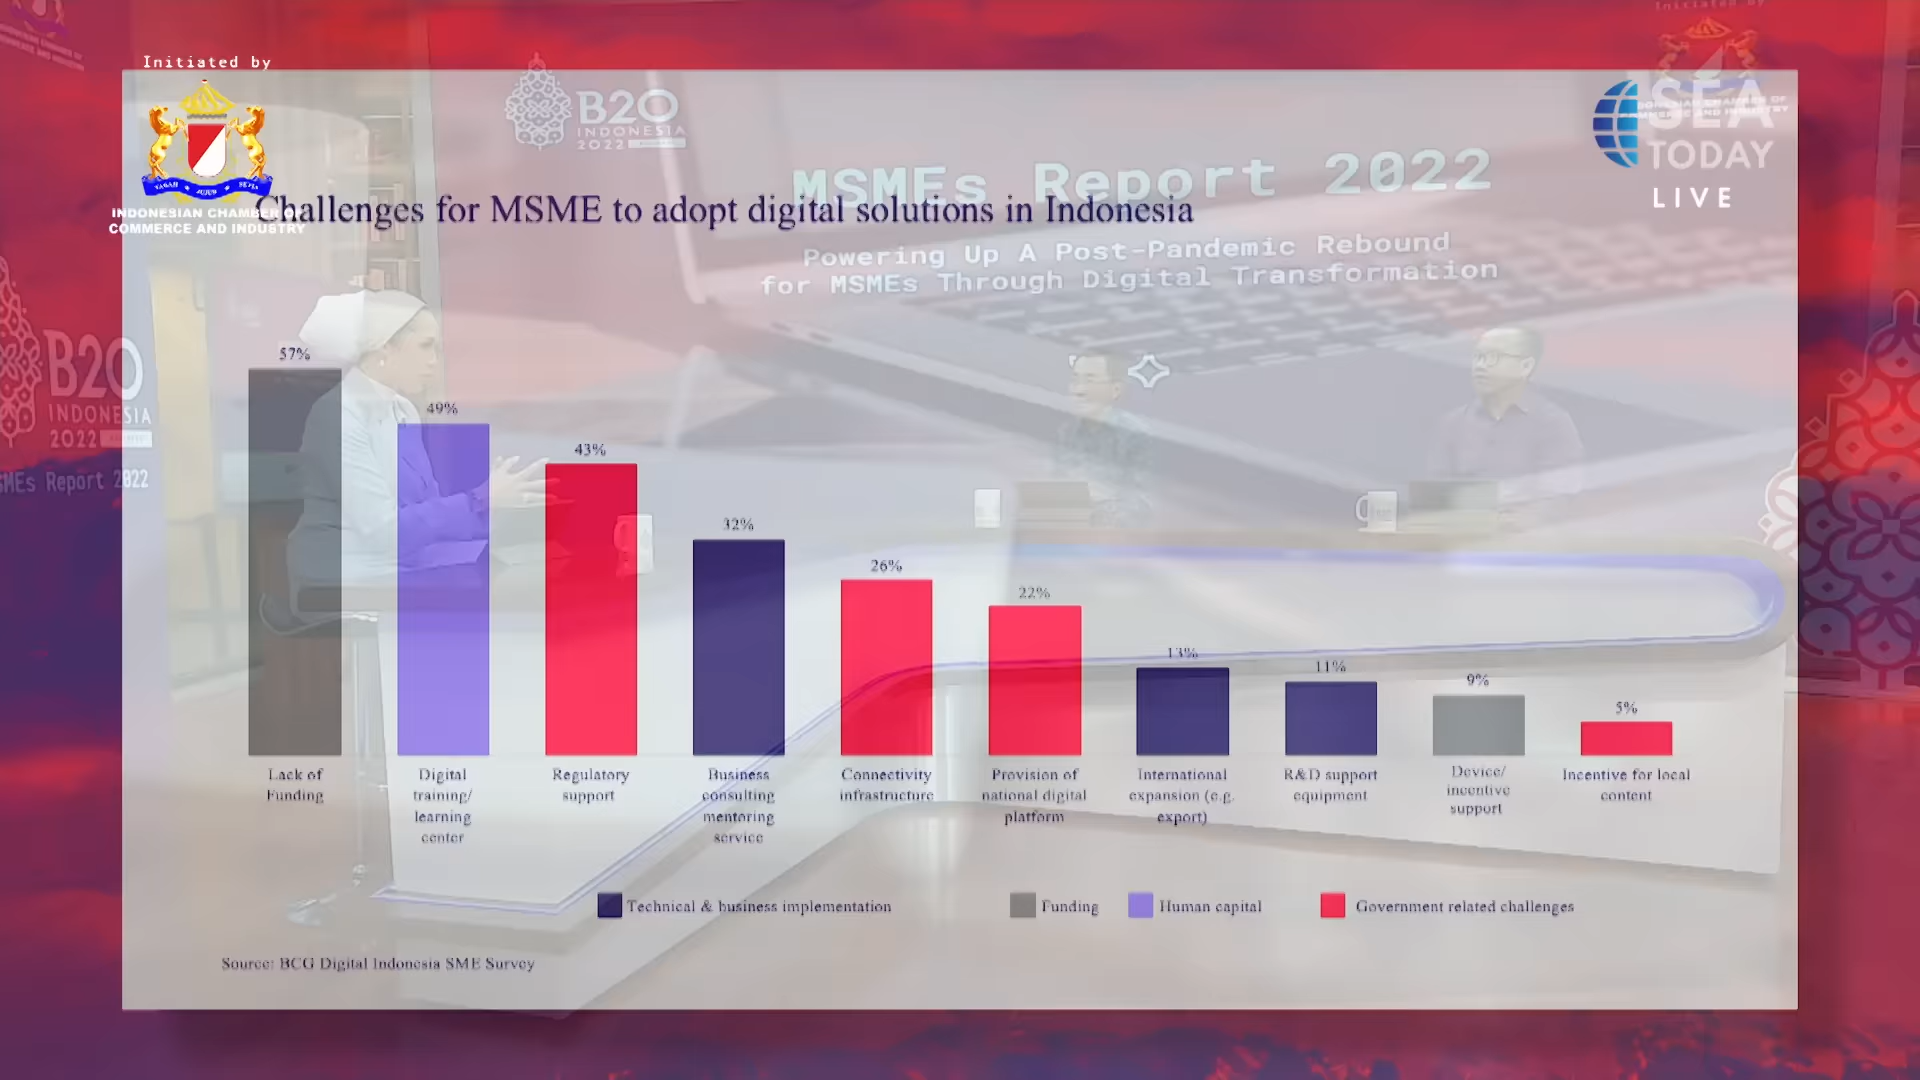 Initiated by
INDONESIAN CHAMBER OF
COMMERCE AND INDUSTRY
B20
INDONESIA
2022
SEA
TODAY
LIVE
MSMEs Report 2022
Powering Up A Post-Pandemic Rebound
for MSMEs Through Digital Transformation
Challenges for MSME to adopt digital solutions in Indonesia
B20
INDONESIA
2022
MEs Report 2022
57%
49%
43%
32%
26%
22%
13%
11%
9%
5%
Lack of
Funding
Digital
training/
learning
center
Regulatory
support
Business
consulting
mentoring
service
Connectivity
infrastructure
Provision of
national digital
platform
International
expansion (e.g.
export)
R&D support
equipment
Device/
incentive
support
Incentive for local
content
Technical & business implementation
Funding
Human capital
Government related challenges
Source: BCG Digital Indonesia SME Survey